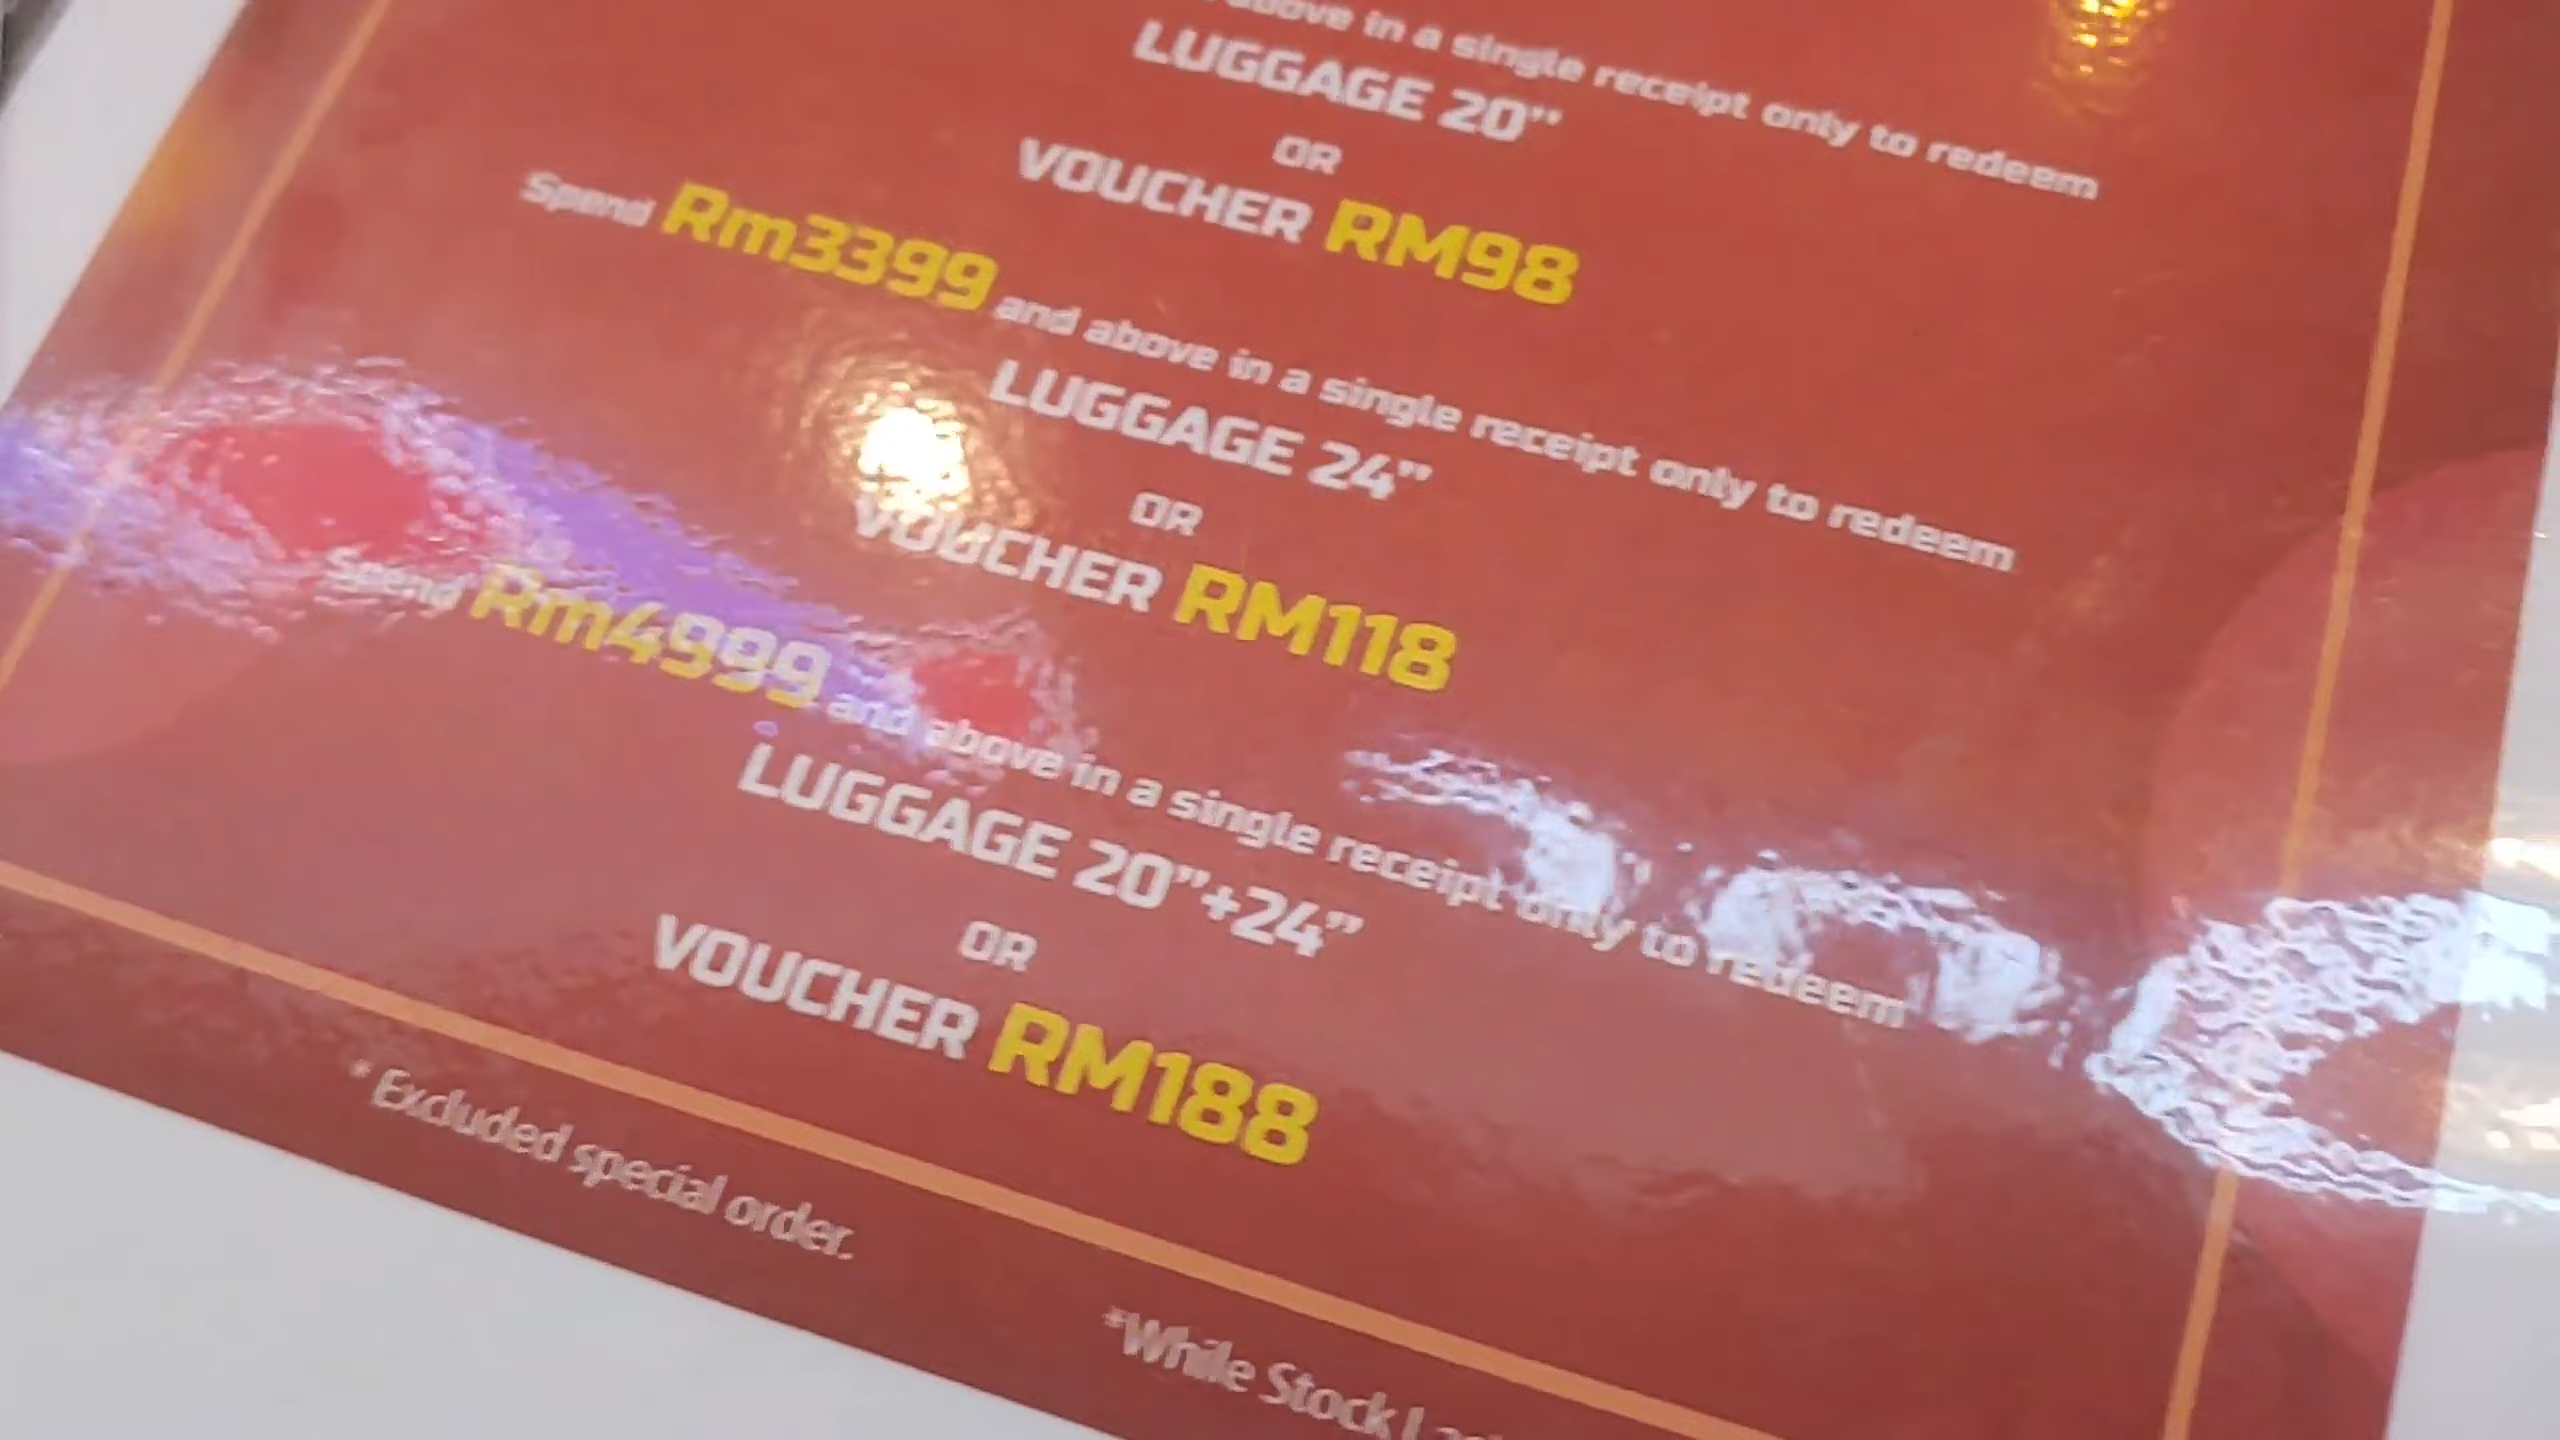 above in a single receipt only to redeem
LUGGAGE 20”
OR
VOUCHER RM98
Spend Rm3399 and above in a single receipt only to redeem
LUGGAGE 24”
OR
VOUCHER RM118
Spend Rm4999 and above in a single receipt only to redeem
LUGGAGE 20”+24”
OR
VOUCHER RM188
* Excluded special order.
*While Stock